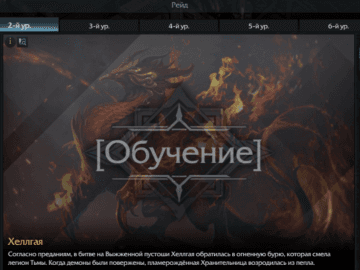 Рейд
2-й ур.
3-й ур.
4-й ур.
5-й ур.
6-й ур.
[Обучение]
Хеллгая
Согласно преданиям, в битве на Выжженной пустоши Хеллгая обратилась в огненную бурю, которая смела
легион Тьмы. Когда демоны были повержены, пламерождённая Хранительница возродилась из пепла.